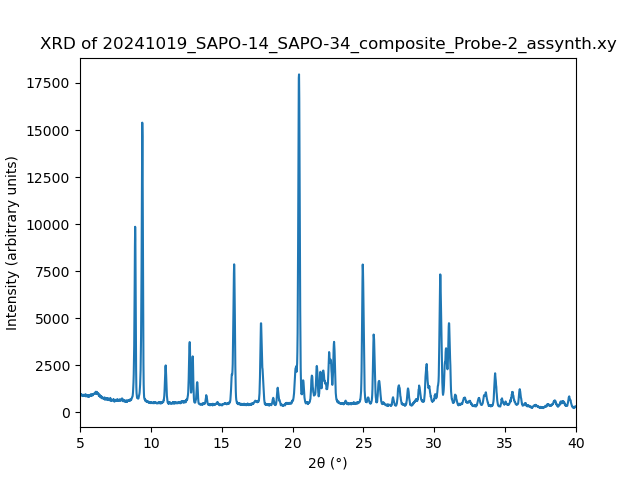 XRD of 20241019_SAPO-14_SAPO-34_composite_Probe-2_assynth.xy
17500
15000
12500
10000
7500
5000
2500
0
Intensity (arbitrary units)
5 10 15 20 25 30 35 40
2θ (°)